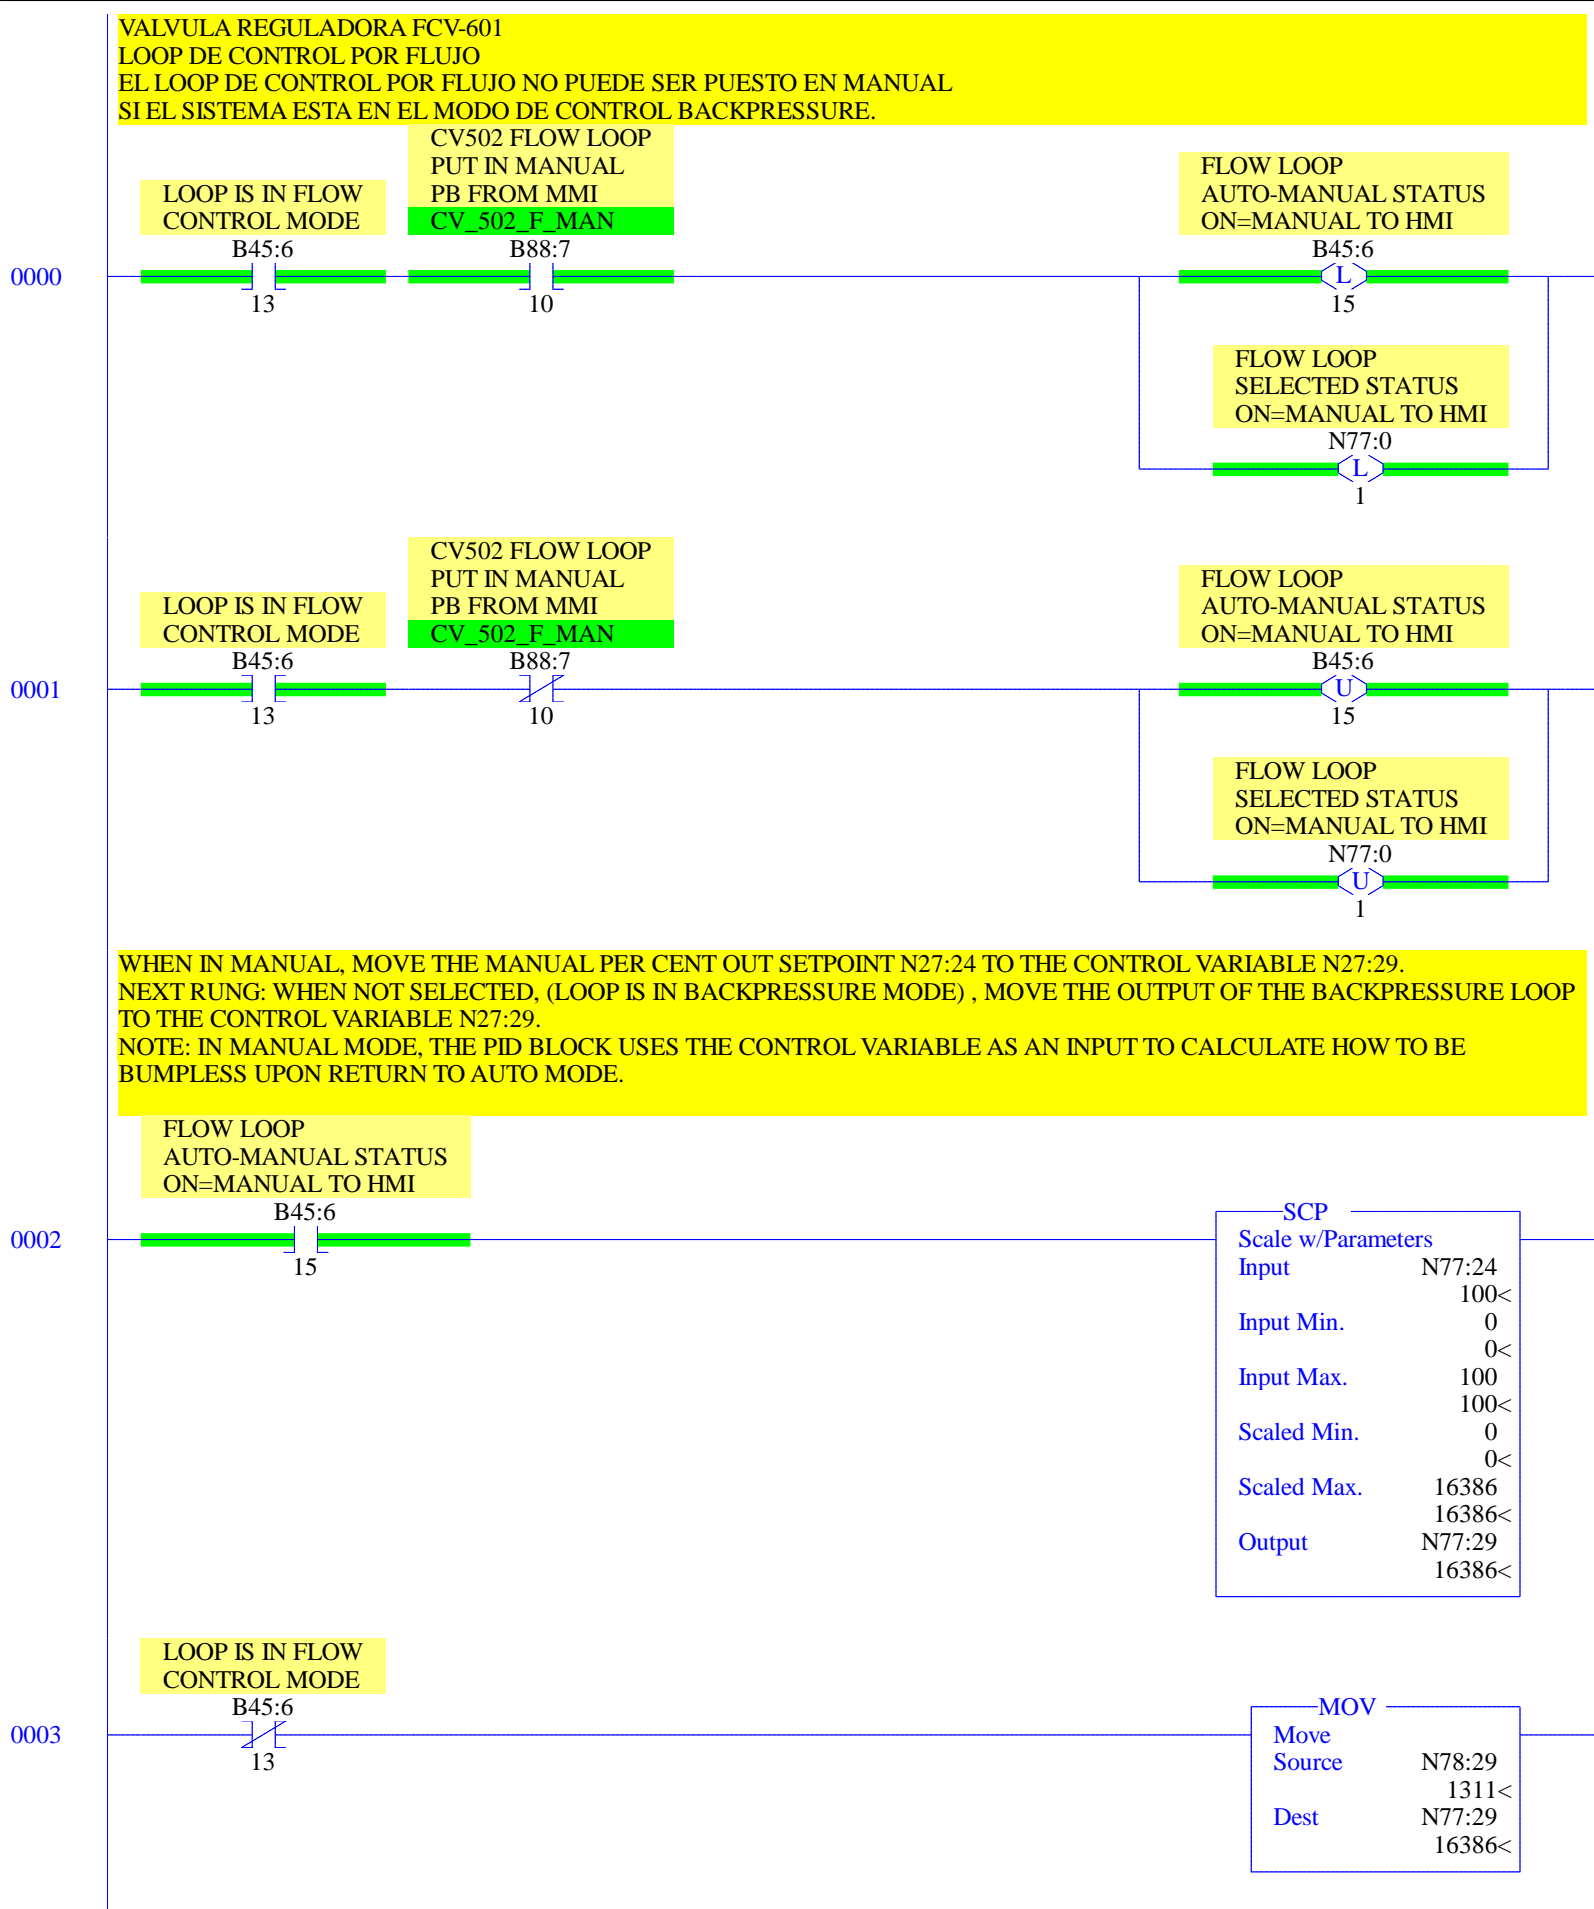 VALVULA REGULADORA FCV-601
LOOP DE CONTROL POR FLUJO
EL LOOP DE CONTROL POR FLUJO NO PUEDE SER PUESTO EN MANUAL
SI EL SISTEMA ESTA EN EL MODO DE CONTROL BACKPRESSURE.
LOOP IS IN FLOW
CONTROL MODE
B45:6
13
CV502 FLOW LOOP
PUT IN MANUAL
PB FROM MMI
CV_502_F_MAN
B88:7
10
FLOW LOOP
AUTO-MANUAL STATUS
ON=MANUAL TO HMI
B45:6
L
15
0000
FLOW LOOP
SELECTED STATUS
ON=MANUAL TO HMI
N77:0
L
1
LOOP IS IN FLOW
CONTROL MODE
B45:6
13
CV502 FLOW LOOP
PUT IN MANUAL
PB FROM MMI
CV_502_F_MAN
B88:7
10
FLOW LOOP
AUTO-MANUAL STATUS
ON=MANUAL TO HMI
B45:6
U
15
0001
FLOW LOOP
SELECTED STATUS
ON=MANUAL TO HMI
N77:0
U
1
WHEN IN MANUAL, MOVE THE MANUAL PER CENT OUT SETPOINT N27:24 TO THE CONTROL VARIABLE N27:29.
NEXT RUNG: WHEN NOT SELECTED, (LOOP IS IN BACKPRESSURE MODE) , MOVE THE OUTPUT OF THE BACKPRESSURE LOOP
TO THE CONTROL VARIABLE N27:29.
NOTE: IN MANUAL MODE, THE PID BLOCK USES THE CONTROL VARIABLE AS AN INPUT TO CALCULATE HOW TO BE
BUMPLESS UPON RETURN TO AUTO MODE.
FLOW LOOP
AUTO-MANUAL STATUS
ON=MANUAL TO HMI
B45:6
15
0002
SCP
Scale w/Parameters
Input N77:24
100<
Input Min. 0
0<
Input Max. 100
100<
Scaled Min. 0
0<
Scaled Max. 16386
16386<
Output N77:29
16386<
LOOP IS IN FLOW
CONTROL MODE
B45:6
13
0003
MOV
Move
Source N78:29
1311<
Dest N77:29
16386<